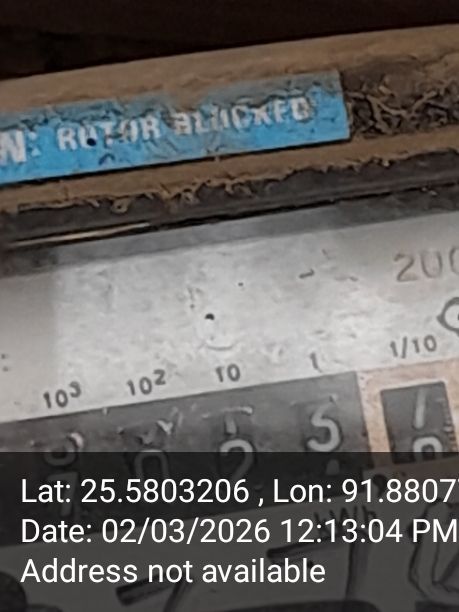 N: ROTOR BLOCKED
200
10³ 10² 10 1 1/10
5
Lat: 25.5803206 , Lon: 91.8807
Date: 02/03/2026 12:13:04 PM
Address not available